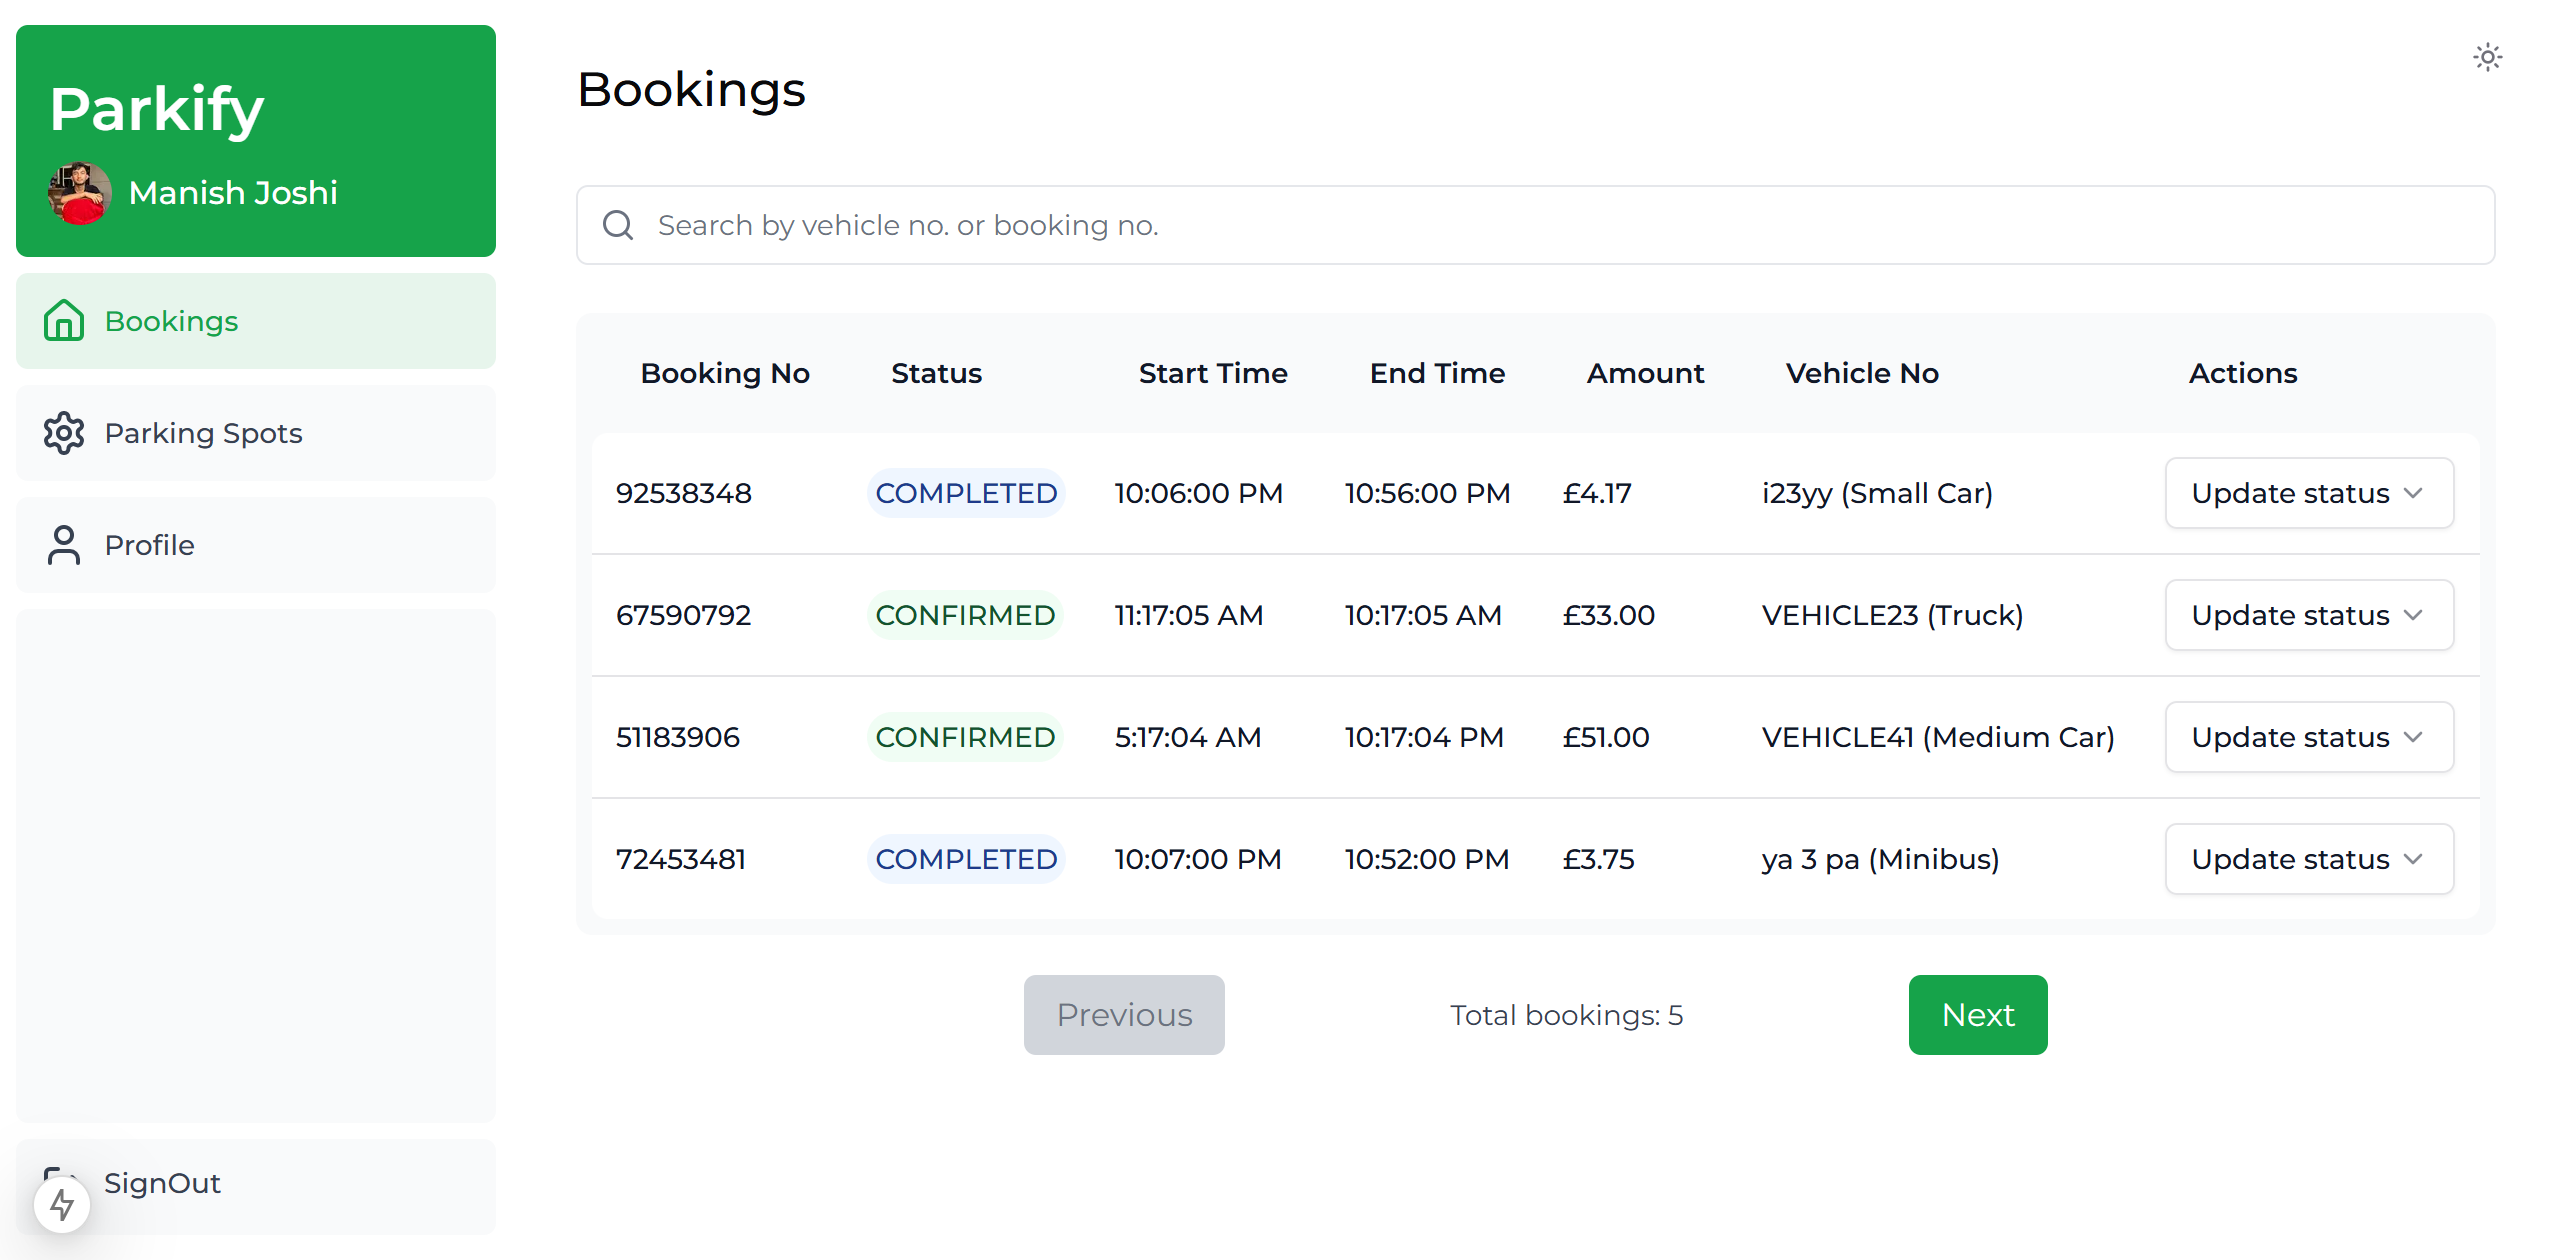 Parkify
Manish Joshi
Bookings
Parking Spots
Profile
SignOut
Bookings
Search by vehicle no. or booking no.
Booking No Status Start Time End Time Amount Vehicle No Actions
92538348 COMPLETED 10:06:00 PM 10:56:00 PM £4.17 i23yy (Small Car) Update status
67590792 CONFIRMED 11:17:05 AM 10:17:05 AM £33.00 VEHICLE23 (Truck) Update status
51183906 CONFIRMED 5:17:04 AM 10:17:04 PM £51.00 VEHICLE41 (Medium Car) Update status
72453481 COMPLETED 10:07:00 PM 10:52:00 PM £3.75 ya 3 pa (Minibus) Update status
Previous Total bookings: 5 Next